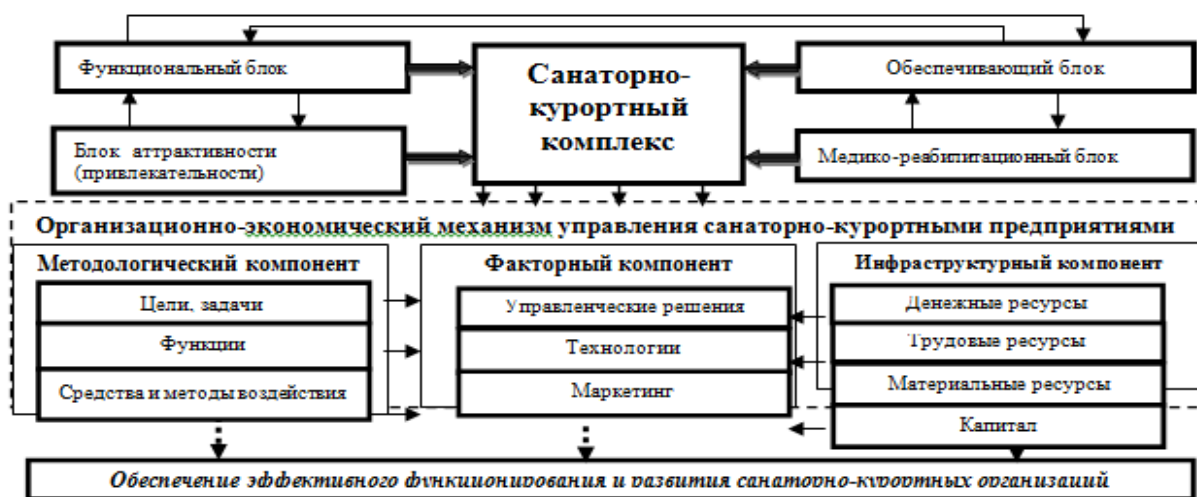 Функциональный блок
Санаторно-
курортный
комплекс
Обеспечивающий блок
Блок аттрактивности
(привлекательности)
Медико-реабилитационный блок
Организационно-экономический механизм управления санаторно-курортными предприятиями
Методологический компонент
Цели, задачи
Функции
Средства и методы воздействия
Факторный компонент
Управленческие решения
Технологии
Маркетинг
Инфраструктурный компонент
Денежные ресурсы
Трудовые ресурсы
Материальные ресурсы
Капитал
Обеспечение эффективного функционирования и развития санаторно-курортных организаций